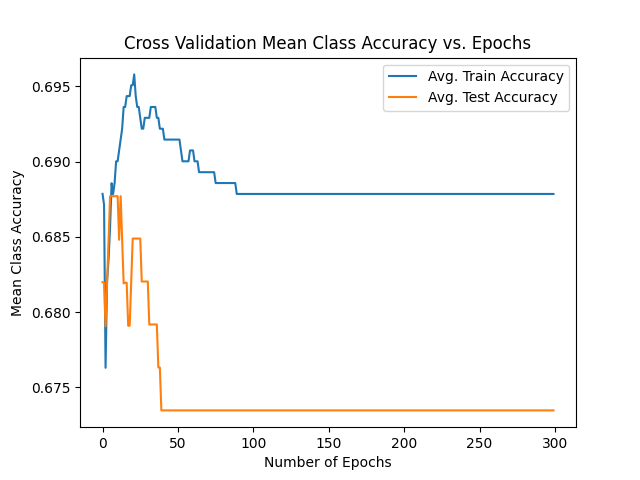 Cross Validation Mean Class Accuracy vs. Epochs
Avg. Train Accuracy
Avg. Test Accuracy
Mean Class Accuracy
0.695
0.690
0.685
0.680
0.675
0
50
100
150
200
250
300
Number of Epochs